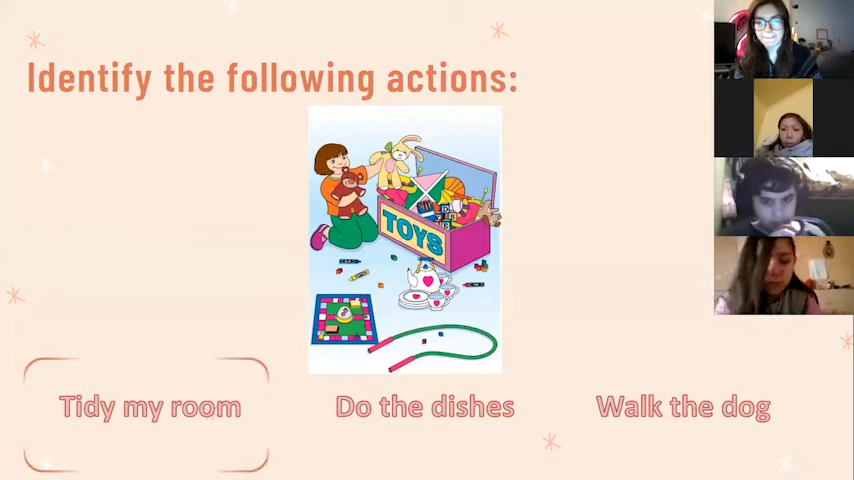 Identify the following actions:
TOYS
Tidy my room
Do the dishes
Walk the dog